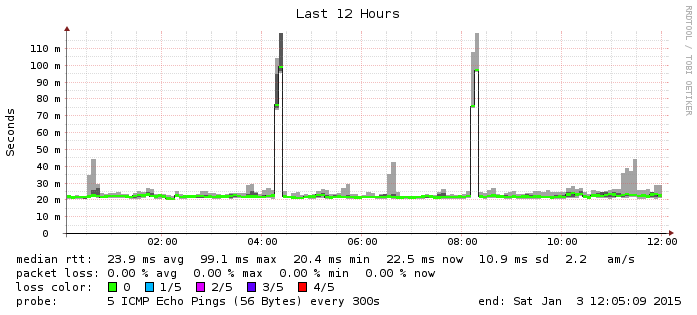 Last 12 Hours
RRDTOOL / TOBI OETIKER
Seconds
110 m
100 m
90 m
80 m
70 m
60 m
50 m
40 m
30 m
20 m
10 m
0
02:00 04:00 06:00 08:00 10:00 12:00
median rtt: 23.9 ms avg 99.1 ms max 20.4 ms min 22.5 ms now 10.9 ms sd 2.2 am/s
packet loss: 0.00 % avg 0.00 % max 0.00 % min 0.00 % now
loss color: 0 1/5 2/5 3/5 4/5
probe: 5 ICMP Echo Pings (56 Bytes) every 300s end: Sat Jan 3 12:05:09 2015